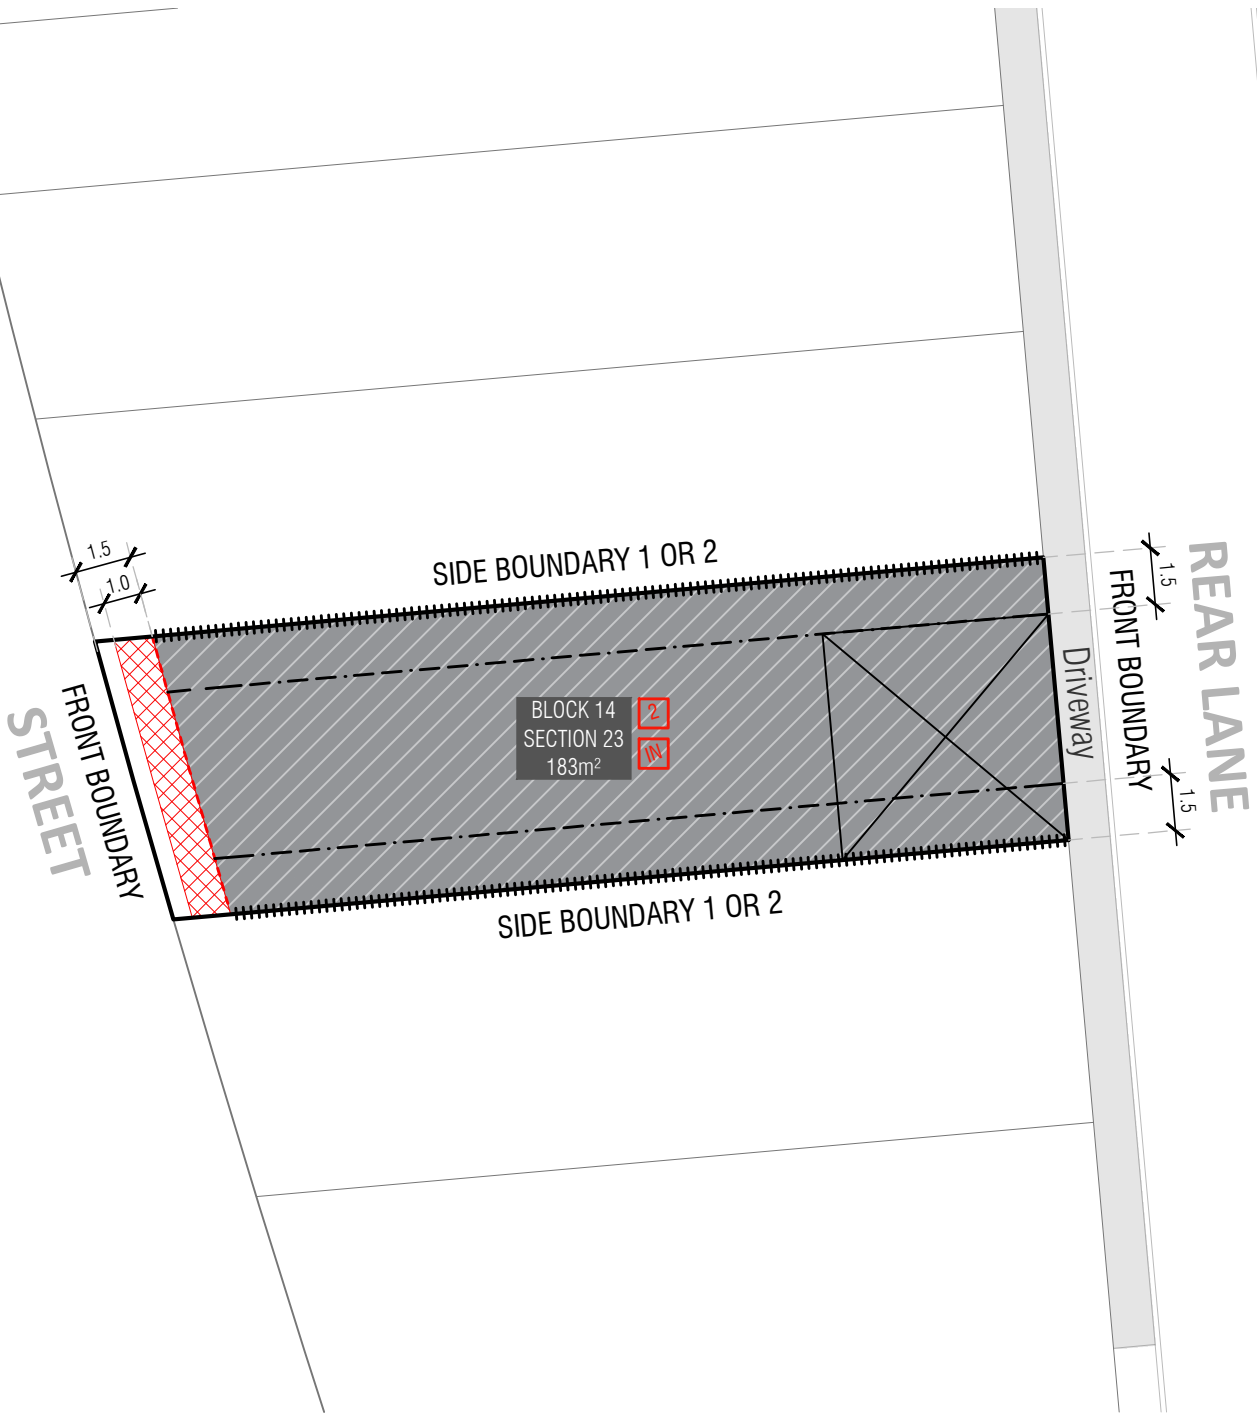 1.5
1.0
SIDE BOUNDARY 1 OR 2
1.5
REAR LANE
FRONT BOUNDARY
Driveway
STREET
FRONT BOUNDARY
BLOCK 14
SECTION 23
183m²
2
IN
1.5
SIDE BOUNDARY 1 OR 2